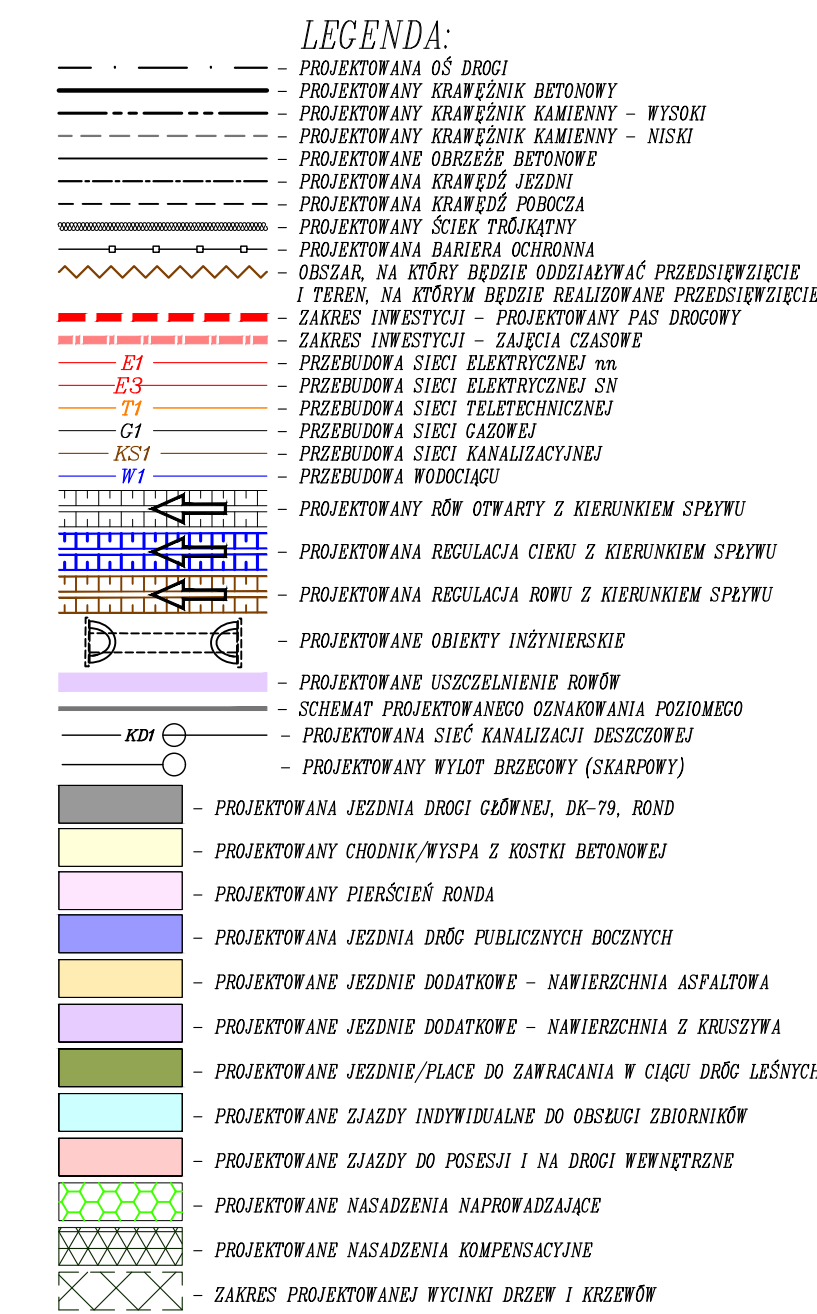 LEGENDA:
- PROJEKTOWANA OŚ DROGI
- PROJEKTOWANY KRAWĘŻNIK BETONOWY
- PROJEKTOWANY KRAWĘŻNIK KAMIENNY - WYSOKI
- PROJEKTOWANY KRAWĘŻNIK KAMIENNY - NISKI
- PROJEKTOWANE OBRZEŻE BETONOWE
- PROJEKTOWANA KRAWĘDŹ JEZDNI
- PROJEKTOWANA KRAWĘDŹ POBOCZA
- PROJEKTOWANY ŚCIEK TRÓJKĄTNY
- PROJEKTOWANA BARIERA OCHRONNA
- OBSZAR, NA KTÓRY BĘDZIE ODDZIAŁYWAĆ PRZEDSIĘWZIĘCIE
I TEREN, NA KTÓRYM BĘDZIE REALIZOWANE PRZEDSIĘWZIĘCIE
- ZAKRES INWESTYCJI - PROJEKTOWANY PAS DROGOWY
- ZAKRES INWESTYCJI - ZAJĘCIA CZASOWE
E1 - PRZEBUDOWA SIECI ELEKTRYCZNEJ nn
E3 - PRZEBUDOWA SIECI ELEKTRYCZNEJ SN
T1 - PRZEBUDOWA SIECI TELETECHNICZNEJ
G1 - PRZEBUDOWA SIECI GAZOWEJ
KS1 - PRZEBUDOWA SIECI KANALIZACYJNEJ
W1 - PRZEBUDOWA WODOCIĄGU
- PROJEKTOWANY RÓW OTWARTY Z KIERUNKIEM SPŁYWU
- PROJEKTOWANA REGULACJA CIEKU Z KIERUNKIEM SPŁYWU
- PROJEKTOWANA REGULACJA ROWU Z KIERUNKIEM SPŁYWU
- PROJEKTOWANE OBIEKTY INŻYNIERSKIE
- PROJEKTOWANE USZCZELNIENIE ROWÓW
- SCHEMAT PROJEKTOWANEGO OZNAKOWANIA POZIOMEGO
KD1 - PROJEKTOWANA SIEĆ KANALIZACJI DESZCZOWEJ
- PROJEKTOWANY WYLOT BRZEGOWY (SKARPOWY)
- PROJEKTOWANA JEZDNIA DROGI GŁÓWNEJ, DK-79, ROND
- PROJEKTOWANY CHODNIK/WYSPA Z KOSTKI BETONOWEJ
- PROJEKTOWANY PIERŚCIEŃ RONDA
- PROJEKTOWANA JEZDNIA DRÓG PUBLICZNYCH BOCZNYCH
- PROJEKTOWANE JEZDNIE DODATKOWE - NAWIERZCHNIA ASFALTOWA
- PROJEKTOWANE JEZDNIE DODATKOWE - NAWIERZCHNIA Z KRUSZYWA
- PROJEKTOWANE JEZDNIE/PLACE DO ZAWRACANIA W CIĄGU DRÓG LEŚNYCH
- PROJEKTOWANE ZJAZDY INDYWIDUALNE DO OBSŁUGI ZBIORNIKÓW
- PROJEKTOWANE ZJAZDY DO POSESJI I NA DROGI WEWNĘTRZNE
- PROJEKTOWANE NASADZENIA NAPROWADZAJĄCE
- PROJEKTOWANE NASADZENIA KOMPENSACYJNE
- ZAKRES PROJEKTOWANEJ WYCINKI DRZEW I KRZEWÓW